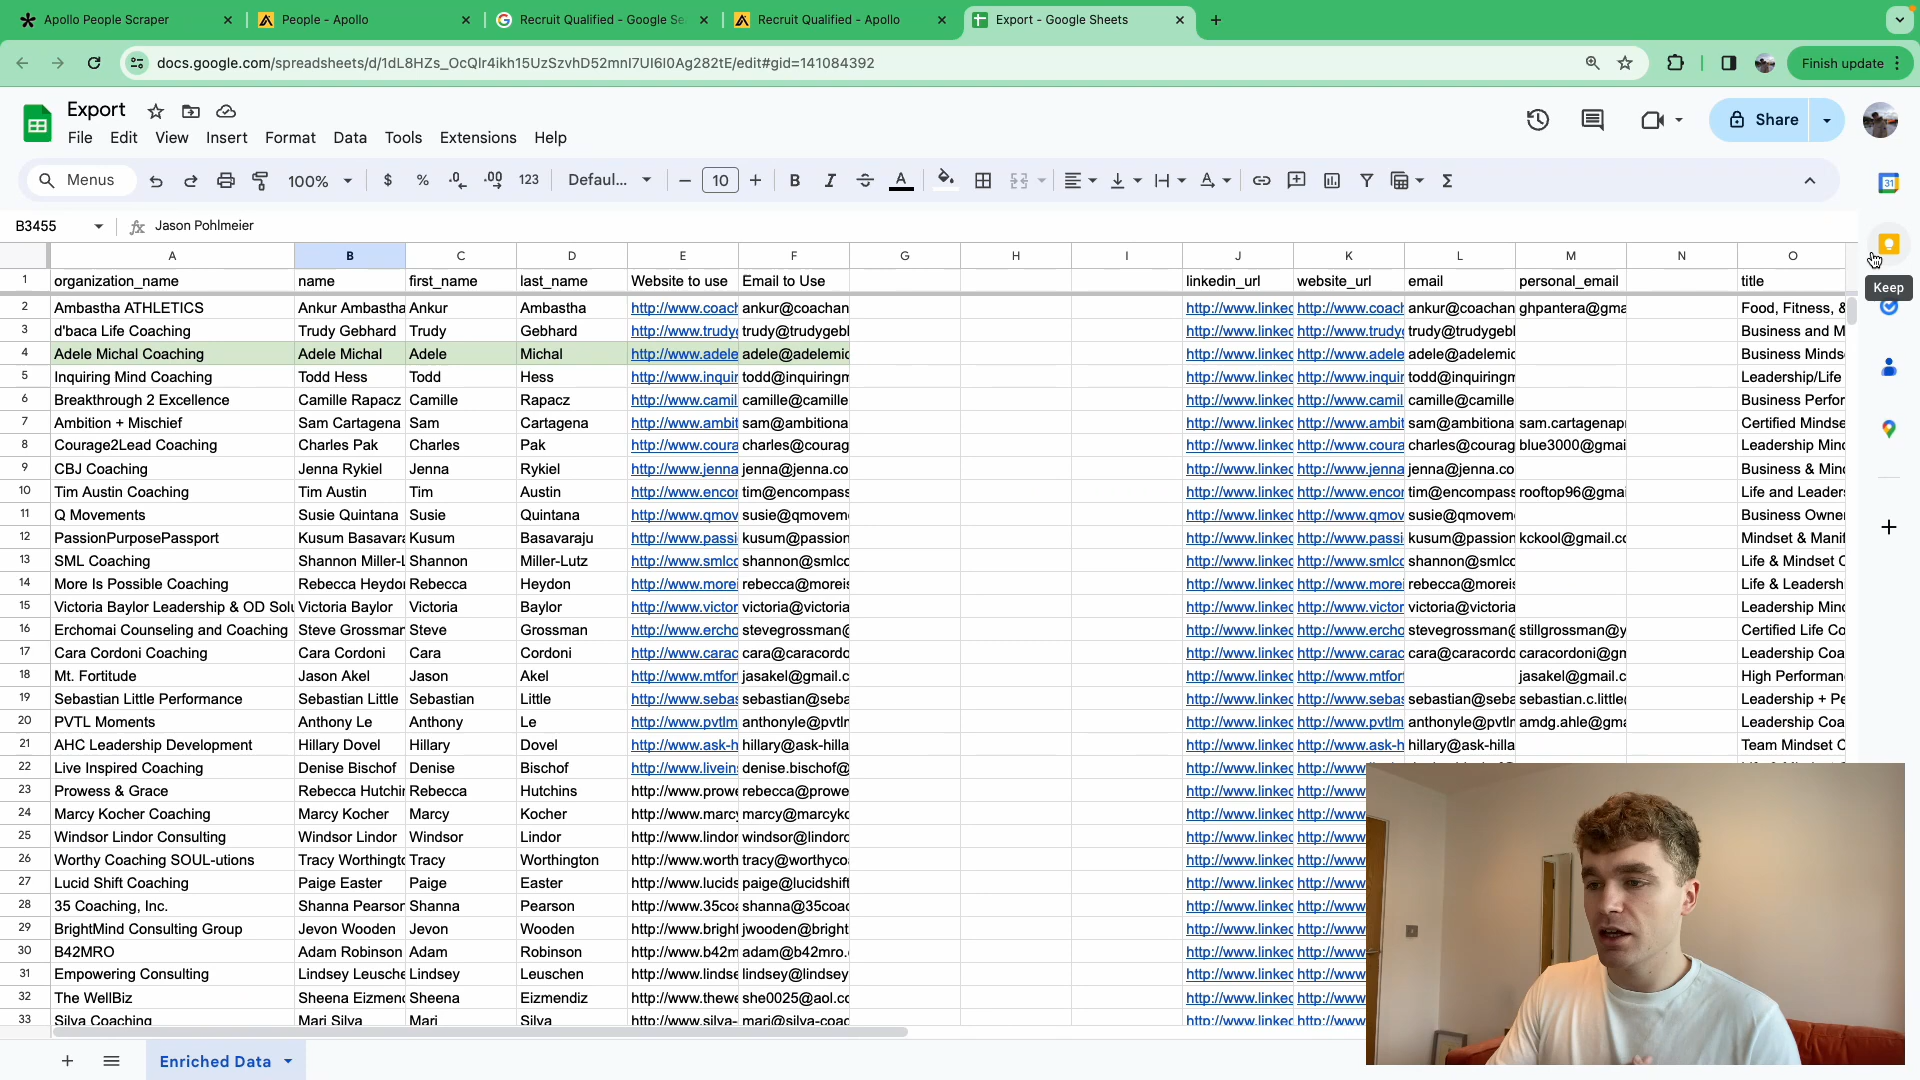 Apollo People Scraper
People - Apollo
Recruit Qualified - Google Se
Recruit Qualified - Apollo
Export - Google Sheets
docs.google.com/spreadsheets/d/1dL8HZs_OcQlr4ikh15UzSzvhD52mnl7UI6I0Ag282tE/edit#gid=141084392
Finish update
Export
File Edit View Insert Format Data Tools Extensions Help
Share
Menus 100% $ % .0 .00 123 Defaul... 10 B I A
B3455 fx Jason Pohlmeier
A B C D E F G H I J K L M N O
1 organization_name name first_name last_name Website to use Email to Use linkedin_url website_url email personal_email title
Keep
2 Ambastha ATHLETICS Ankur Ambastha Ankur Ambastha http://www.coach ankur@coachan http://www.linked http://www.coach ankur@coachan ghpantera@gma Food, Fitness, &
3 d'baca Life Coaching Trudy Gebhard Trudy Gebhard http://www.trudyg trudy@trudygebl http://www.linked http://www.trudyg trudy@trudygebl Business and M
4 Adele Michal Coaching Adele Michal Adele Michal http://www.adele adele@adelemic http://www.linked http://www.adele adele@adelemic Business Minds
5 Inquiring Mind Coaching Todd Hess Todd Hess http://www.inquir todd@inquiringm http://www.linked http://www.inquir todd@inquiringm Leadership/Life
6 Breakthrough 2 Excellence Camille Rapacz Camille Rapacz http://www.camil camille@camille http://www.linked http://www.camil camille@camille Business Perfor
7 Ambition + Mischief Sam Cartagena Sam Cartagena http://www.ambit sam@ambitiona http://www.linked http://www.ambit sam@ambitiona sam.cartagenap Certified Mindse
8 Courage2Lead Coaching Charles Pak Charles Pak http://www.coura charles@courag http://www.linked http://www.coura charles@courag blue3000@gmai Leadership Mind
9 CBJ Coaching Jenna Rykiel Jenna Rykiel http://www.jenna jenna@jenna.co http://www.linked http://www.jenna jenna@jenna.co Business & Mind
10 Tim Austin Coaching Tim Austin Tim Austin http://www.encor tim@encompass http://www.linked http://www.encor tim@encompass rooftop96@gmai Life and Leaders
11 Q Movements Susie Quintana Susie Quintana http://www.qmov susie@qmovem http://www.linked http://www.qmov susie@qmovem Business Owner
12 PassionPurposePassport Kusum Basavara Kusum Basavaraju http://www.passi kusum@passion http://www.linked http://www.passi kusum@passion kckool@gmail.co Mindset & Manif
13 SML Coaching Shannon Miller-L Shannon Miller-Lutz http://www.smlco shannon@smlco http://www.linked http://www.smlco shannon@smlco Life & Mindset C
14 More Is Possible Coaching Rebecca Heydon Rebecca Heydon http://www.morei rebecca@moreis http://www.linked http://www.morei rebecca@moreis Life & Leadersh
15 Victoria Baylor Leadership & OD Solu Victoria Baylor Victoria Baylor http://www.victor victoria@victoria http://www.linked http://www.victor victoria@victoria Leadership Mind
16 Erchomai Counseling and Coaching Steve Grossman Steve Grossman http://www.ercho stevegrossman@ http://www.linked http://www.ercho stevegrossman@ stillgrossman@y Certified Life Co
17 Cara Cordoni Coaching Cara Cordoni Cara Cordoni http://www.carac cara@caracordo http://www.linked http://www.carac cara@caracordo caracordoni@gm Leadership Coa
18 Mt. Fortitude Jason Akel Jason Akel http://www.mtfor jasakel@gmail.c http://www.linked http://www.mtfor jasakel@gmail.c High Performan
19 Sebastian Little Performance Sebastian Little Sebastian Little http://www.sebas sebastian@seba http://www.linked http://www.sebas sebastian@seba sebastian.c.little Leadership + Pe
20 PVTL Moments Anthony Le Anthony Le http://www.pvtlm anthonyle@pvtlm http://www.linked http://www.pvtlm anthonyle@pvtlm amdg.ahle@gma Leadership Coa
21 AHC Leadership Development Hillary Dovel Hillary Dovel http://www.ask-h hillary@ask-hilla http://www.linked http://www.ask-h hillary@ask-hilla Team Mindset C
22 Live Inspired Coaching Denise Bischof Denise Bischof http://www.livein denise.bischof@ http://www.linked http://www
23 Prowess & Grace Rebecca Hutchin Rebecca Hutchins http://www.prowe rebecca@prowe http://www.linked http://www
24 Marcy Kocher Coaching Marcy Kocher Marcy Kocher http://www.marcy marcy@marcyko http://www.linked http://www
25 Windsor Lindor Consulting Windsor Lindor Windsor Lindor http://www.lindor windsor@lindorc http://www.linked http://www
26 Worthy Coaching SOUL-utions Tracy Worthingto Tracy Worthington http://www.worth tracy@worthyco http://www.linked http://www
27 Lucid Shift Coaching Paige Easter Paige Easter http://www.lucids paige@lucidshift http://www.linked http://www
28 35 Coaching, Inc. Shanna Pearson Shanna Pearson http://www.35coa shanna@35coac http://www.linked http://www
29 BrightMind Consulting Group Jevon Wooden Jevon Wooden http://www.bright jwooden@bright http://www.linked http://www
30 B42MRO Adam Robinson Adam Robinson http://www.b42m adam@b42mro. http://www.linked http://www
31 Empowering Consulting Lindsey Leusche Lindsey Leuschen http://www.lindse lindsey@lindsey http://www.linked http://www
32 The WellBiz Sheena Eizmend Sheena Eizmendiz http://www.thewe she0025@aol.co http://www.linked http://www
33 Silva Coaching Mari Silva Mari Silva http://www.silva- mari@silva-coac http://www.linked http://www
Enriched Data